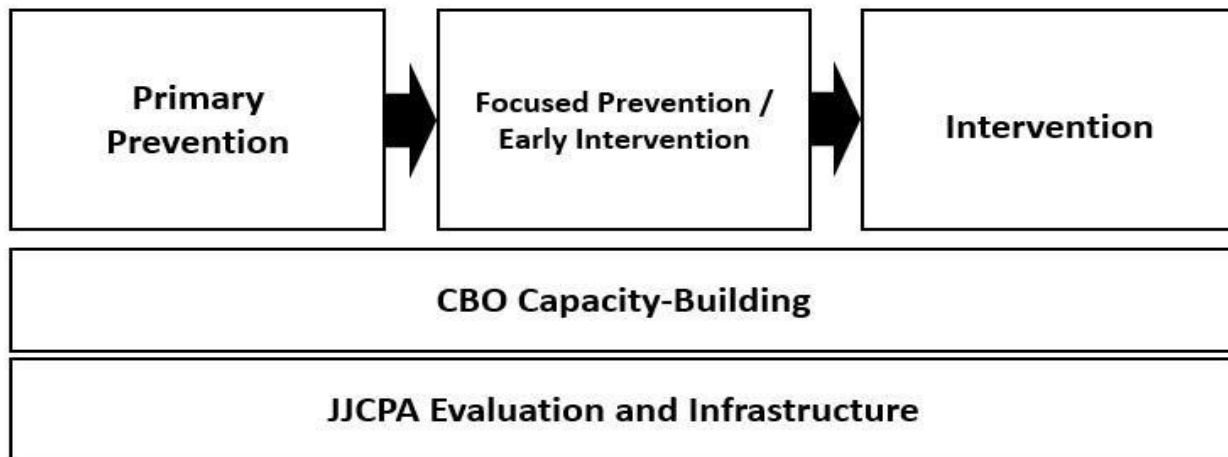 Primary
Prevention
Focused Prevention /
Early Intervention
Intervention
CBO Capacity-Building
JJCPA Evaluation and Infrastructure